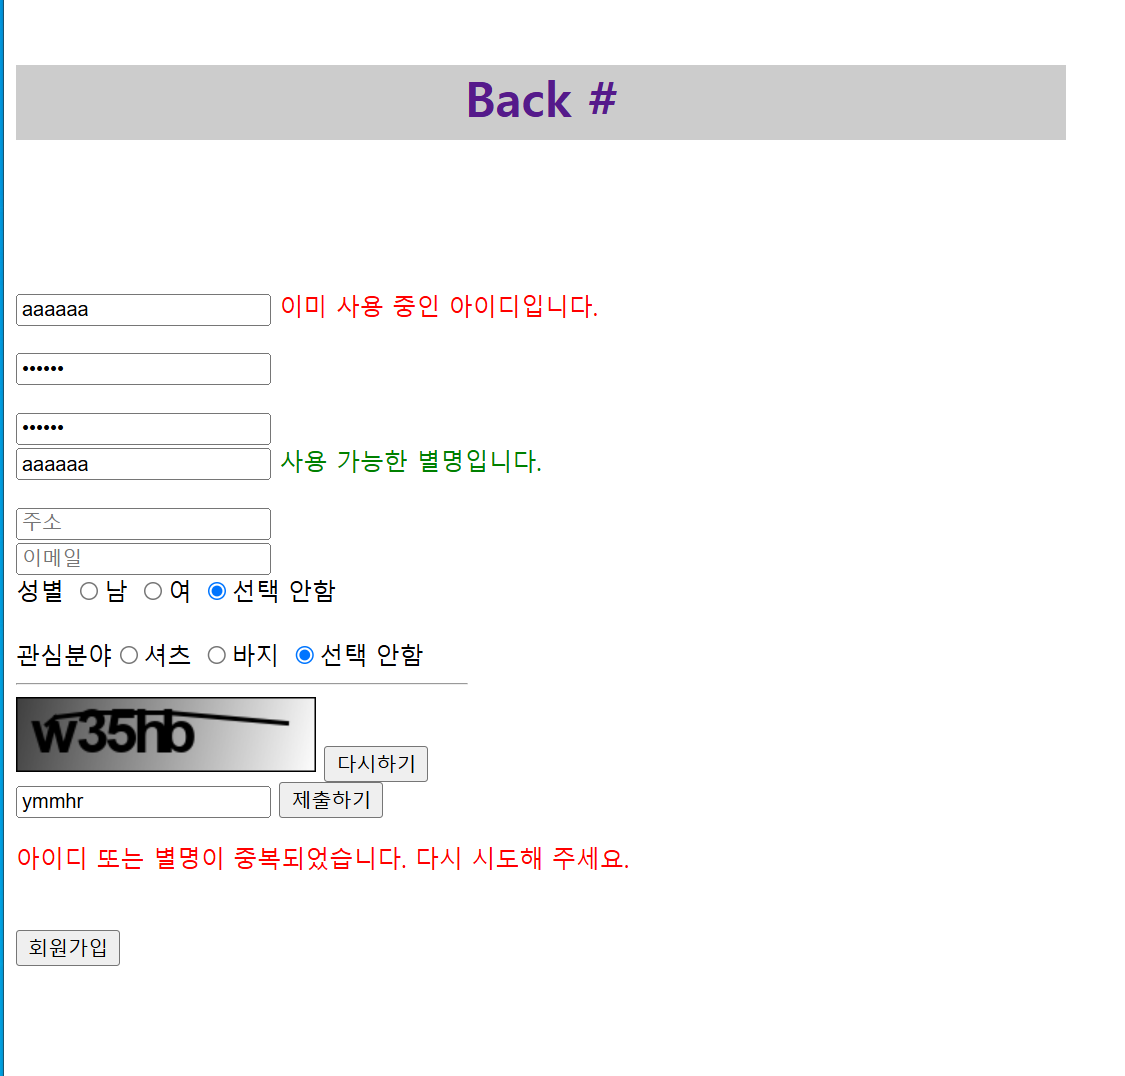 Back #
aaaaaa 이미 사용 중인 아이디입니다.
••••••
••••••
aaaaaa 사용 가능한 별명입니다.
주소
이메일
성별 남 여 선택 안함
관심분야 셔츠 바지 선택 안함
w35hb 다시하기
ymmhr 제출하기
아이디 또는 별명이 중복되었습니다. 다시 시도해 주세요.
회원가입